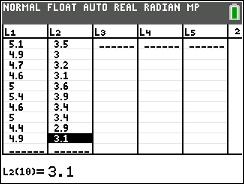 NORMAL FLOAT AUTO REAL RADIAN MP
L1 L2 L3 L4 L5 2
5.1 3.5 ------ ------ ------
4.9 3
4.7 3.2
4.6 3.1
5 3.6
5.4 3.9
4.6 3.4
5 3.4
4.4 2.9
4.9 3.1
------ ------
L2(10)=3.1